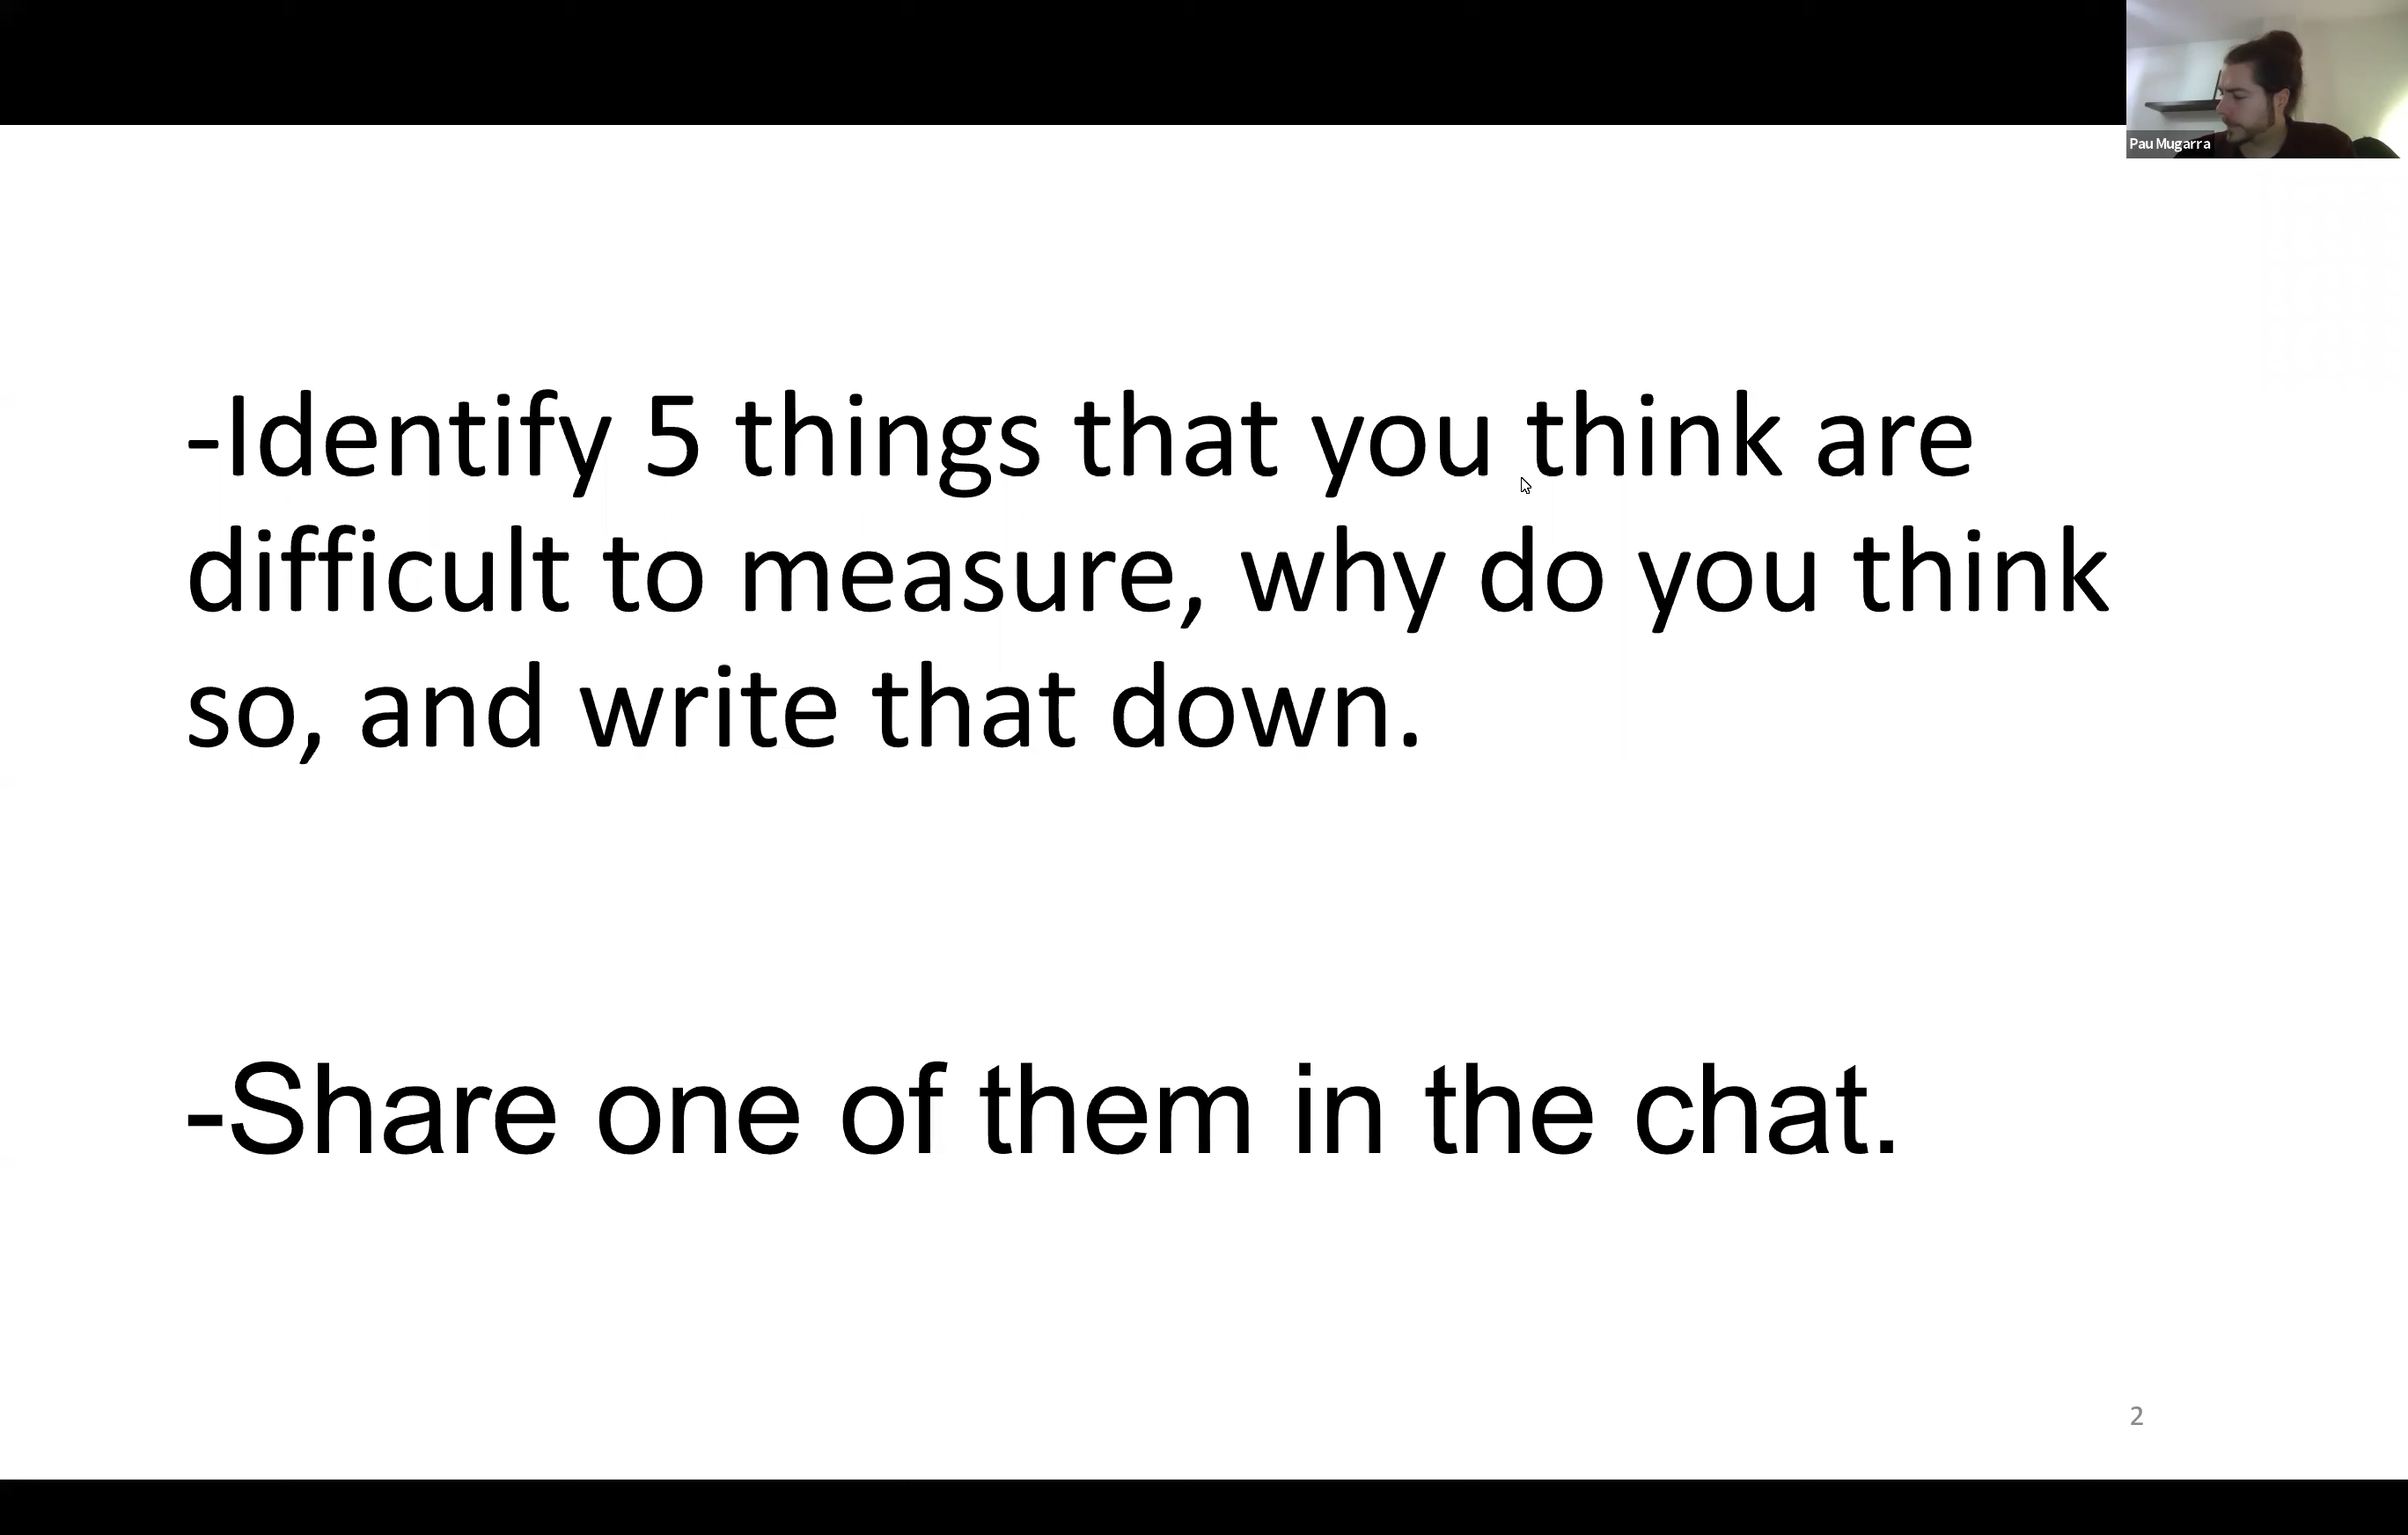 Pau Mugarra
-Identify 5 things that you think are
difficult to measure, why do you think
so, and write that down.
-Share one of them in the chat.
2